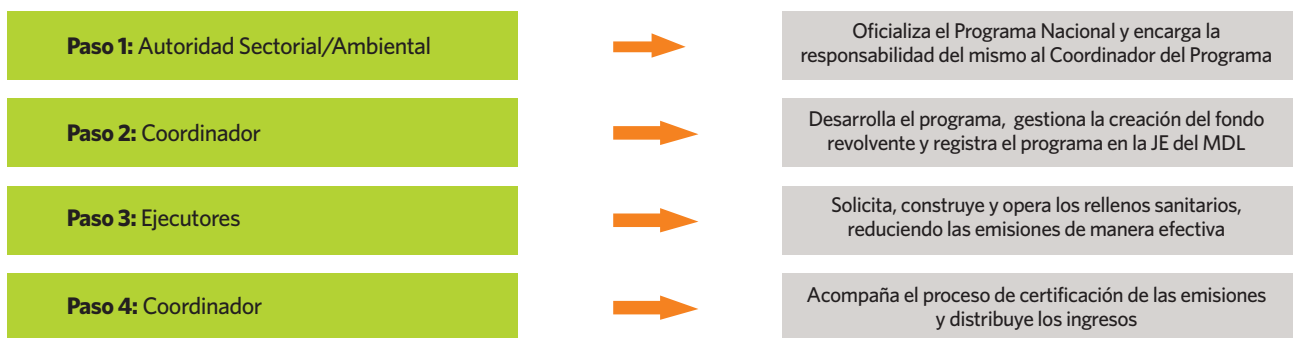 Paso 1: Autoridad Sectorial/Ambiental
Oficializa el Programa Nacional y encarga la
responsabilidad del mismo al Coordinador del Programa
Paso 2: Coordinador
Desarrolla el programa, gestiona la creación del fondo
revolvente y registra el programa en la JE del MDL
Paso 3: Ejecutores
Solicita, construye y opera los rellenos sanitarios,
reduciendo las emisiones de manera efectiva
Paso 4: Coordinador
Acompaña el proceso de certificación de las emisiones
y distribuye los ingresos